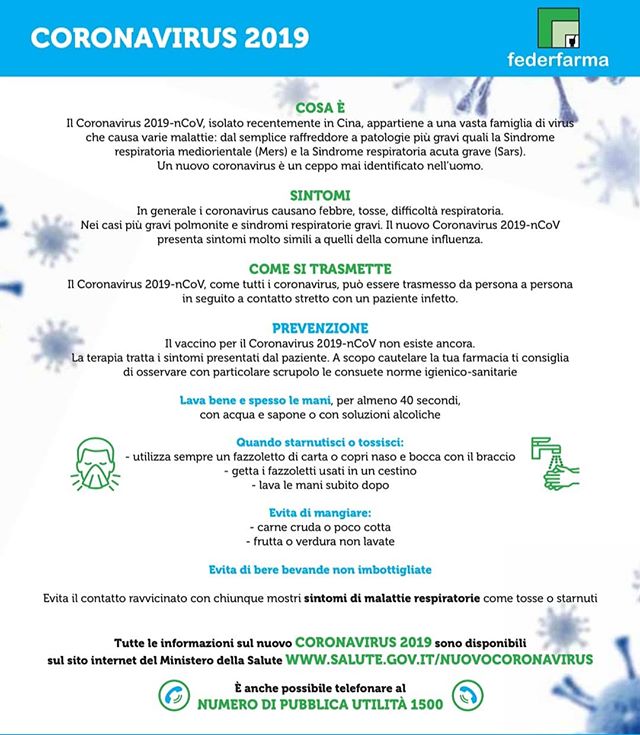 CORONAVIRUS 2019
federfarma
COSA È
Il Coronavirus 2019-nCoV, isolato recentemente in Cina, appartiene a una vasta famiglia di virus
che causa varie malattie: dal semplice raffreddore a patologie più gravi quali la Sindrome
respiratoria mediorientale (Mers) e la Sindrome respiratoria acuta grave (Sars).
Un nuovo coronavirus è un ceppo mai identificato nell'uomo.
SINTOMI
In generale i coronavirus causano febbre, tosse, difficoltà respiratoria.
Nei casi più gravi polmonite e sindromi respiratorie gravi. Il nuovo Coronavirus 2019-nCoV
presenta sintomi molto simili a quelli della comune influenza.
COME SI TRASMETTE
Il Coronavirus 2019-nCoV, come tutti i coronavirus, può essere trasmesso da persona a persona
in seguito a contatto stretto con un paziente infetto.
PREVENZIONE
Il vaccino per il Coronavirus 2019-nCoV non esiste ancora.
La terapia tratta i sintomi presentati dal paziente. A scopo cautelare la tua farmacia ti consiglia
di osservare con particolare scrupolo le consuete norme igienico-sanitarie
Lava bene e spesso le mani, per almeno 40 secondi,
con acqua e sapone o con soluzioni alcoliche
Quando starnutisci o tossisci:
- utilizza sempre un fazzoletto di carta o copri naso e bocca con il braccio
- getta i fazzoletti usati in un cestino
- lava le mani subito dopo
Evita di mangiare:
- carne cruda o poco cotta
- frutta o verdura non lavate
Evita di bere bevande non imbottigliate
Evita il contatto ravvicinato con chiunque mostri sintomi di malattie respiratorie come tosse o starnuti
Tutte le informazioni sul nuovo CORONAVIRUS 2019 sono disponibili
sul sito internet del Ministero della Salute WWW.SALUTE.GOV.IT/NUOVOCORONAVIRUS
È anche possibile telefonare al
NUMERO DI PUBBLICA UTILITÀ 1500